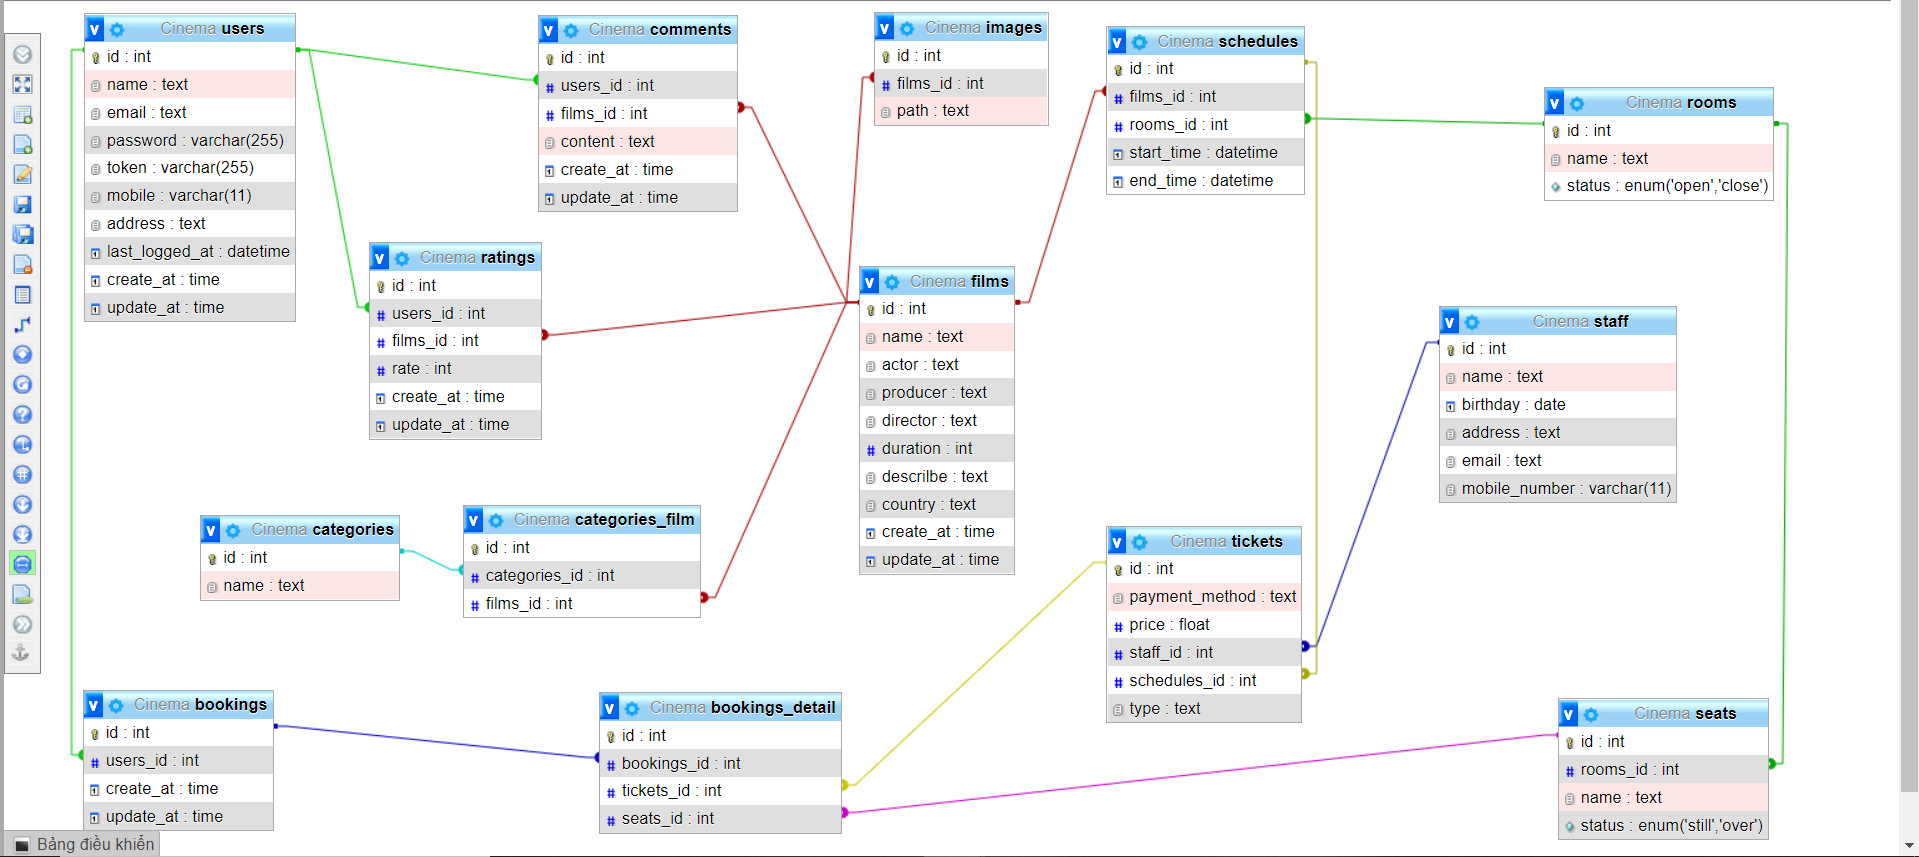 v Cinema users
id : int
name : text
email : text
password : varchar(255)
token : varchar(255)
mobile : varchar(11)
address : text
last_logged_at : datetime
create_at : time
update_at : time
v Cinema comments
id : int
users_id : int
films_id : int
content : text
create_at : time
update_at : time
v Cinema images
id : int
films_id : int
path : text
v Cinema schedules
id : int
films_id : int
rooms_id : int
start_time : datetime
end_time : datetime
v Cinema rooms
id : int
name : text
status : enum('open','close')
v Cinema ratings
id : int
users_id : int
films_id : int
rate : int
create_at : time
update_at : time
v Cinema films
id : int
name : text
actor : text
producer : text
director : text
duration : int
descrilbe : text
country : text
create_at : time
update_at : time
v Cinema staff
id : int
name : text
birthday : date
address : text
email : text
mobile_number : varchar(11)
v Cinema categories
id : int
name : text
v Cinema categories_film
id : int
categories_id : int
films_id : int
v Cinema tickets
id : int
payment_method : text
price : float
staff_id : int
schedules_id : int
type : text
v Cinema bookings
id : int
users_id : int
create_at : time
update_at : time
v Cinema bookings_detail
id : int
bookings_id : int
tickets_id : int
seats_id : int
v Cinema seats
id : int
rooms_id : int
name : text
status : enum('still','over')
Bảng điều khiển